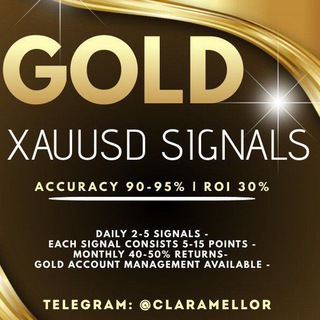 GOLD
XAUUSD SIGNALS
ACCURACY 90-95% | ROI 30%
DAILY 2-5 SIGNALS -
EACH SIGNAL CONSISTS 5-15 POINTS -
MONTHLY 40-50% RETURNS-
GOLD ACCOUNT MANAGEMENT AVAILABLE -
TELEGRAM: @CLARAMELLOR